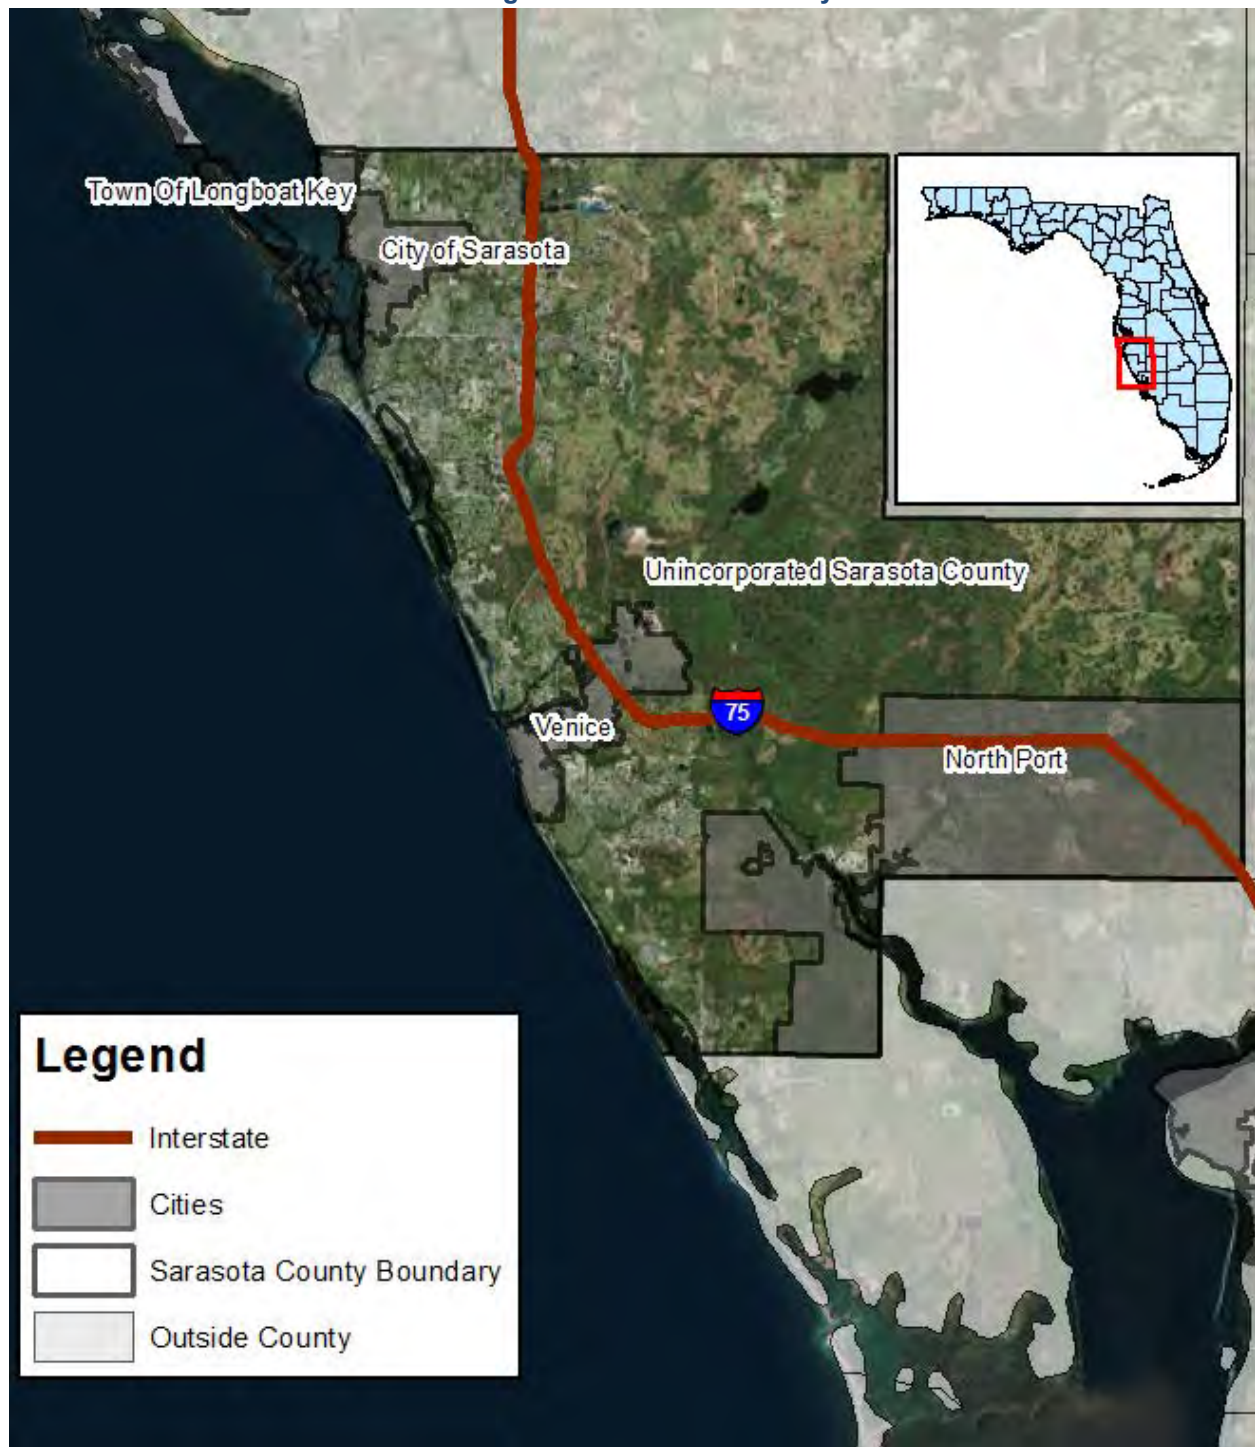 Town Of Longboat Key
City of Sarasota
Unincorporated Sarasota County
75
Venice
North Port
Legend
Interstate
Cities
Sarasota County Boundary
Outside County